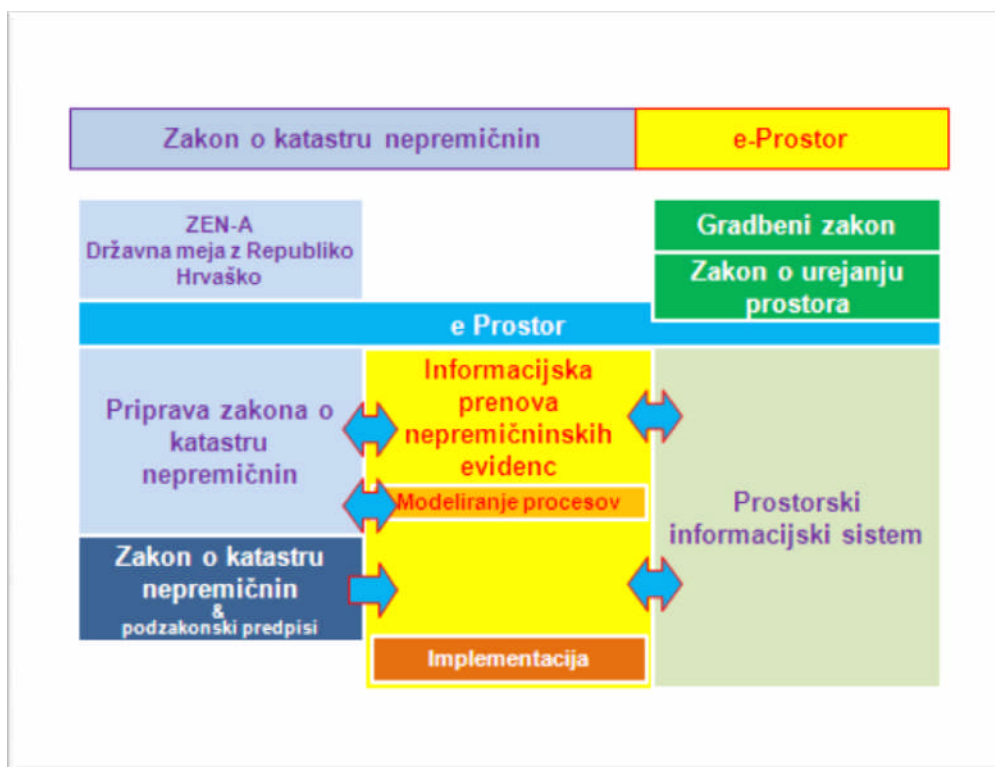 Zakon o katastru nepremičnin
e-Prostor
ZEN-A
Državna meja z Republiko
Hrvaško
Gradbeni zakon
Zakon o urejanju
prostora
e Prostor
Priprava zakona o
katastru
nepremičnin
Informacijska
prenova
nepremičninskih
evidenc
Modeliranje procesov
Prostorski
informacijski sistem
Zakon o katastru
nepremičnin
&
podzakonski predpisi
Implementacija